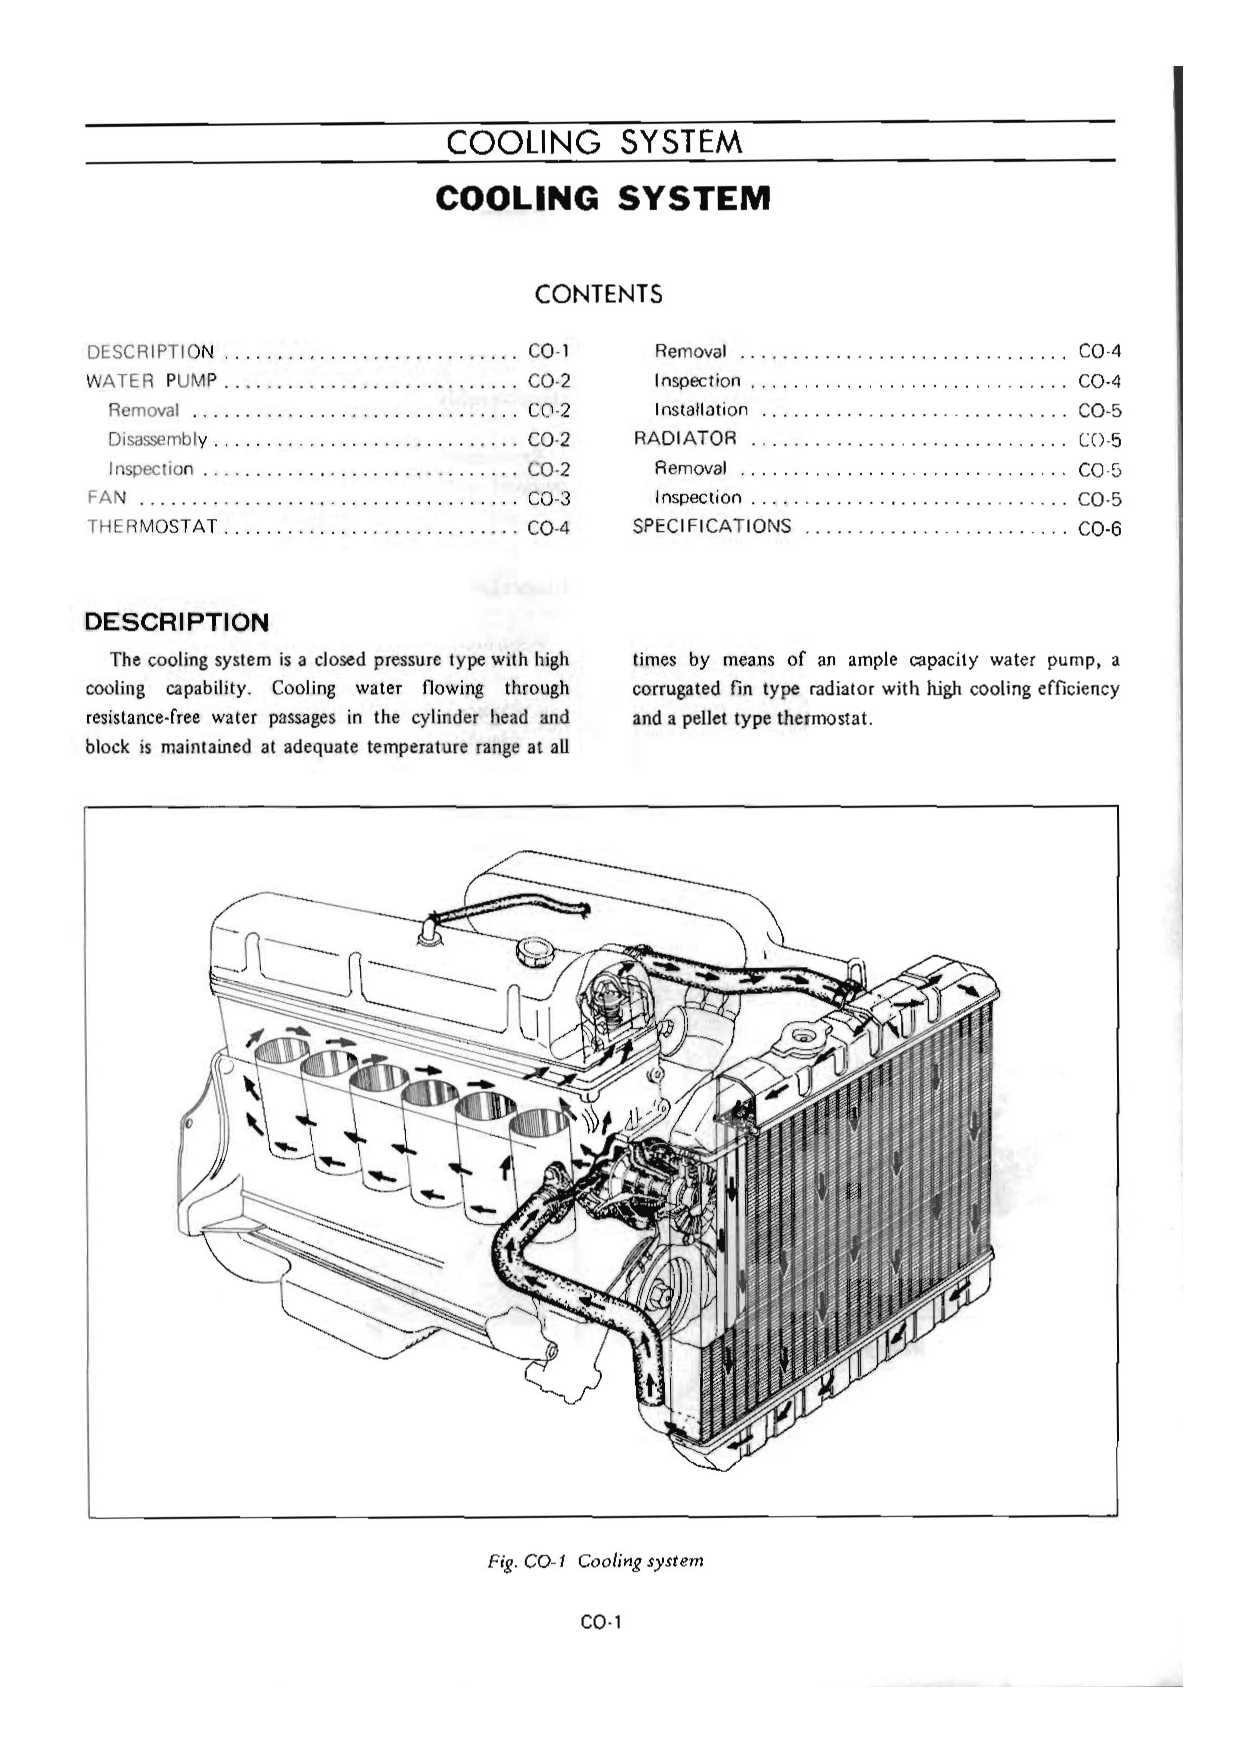 COOLING SYSTEM
COOLING SYSTEM
CONTENTS
DESCRIPTION ............................ CO-1
WATER PUMP ............................ CO-2
Removal ............................... CO-2
Disassembly ............................. CO-2
Inspection .............................. CO-2
FAN .................................... CO-3
THERMOSTAT ............................ CO-4
Removal ............................... CO-4
Inspection .............................. CO-4
Installation ............................. CO-5
RADIATOR .............................. CO-5
Removal ............................... CO-5
Inspection .............................. CO-5
SPECIFICATIONS ......................... CO-6
DESCRIPTION
The cooling system is a closed pressure type with high
cooling capability. Cooling water flowing through
resistance-free water passages in the cylinder head and
block is maintained at adequate temperature range at all
times by means of an ample capacity water pump, a
corrugated fin type radiator with high cooling efficiency
and a pellet type thermostat.
Fig. CO-1 Cooling system
CO-1